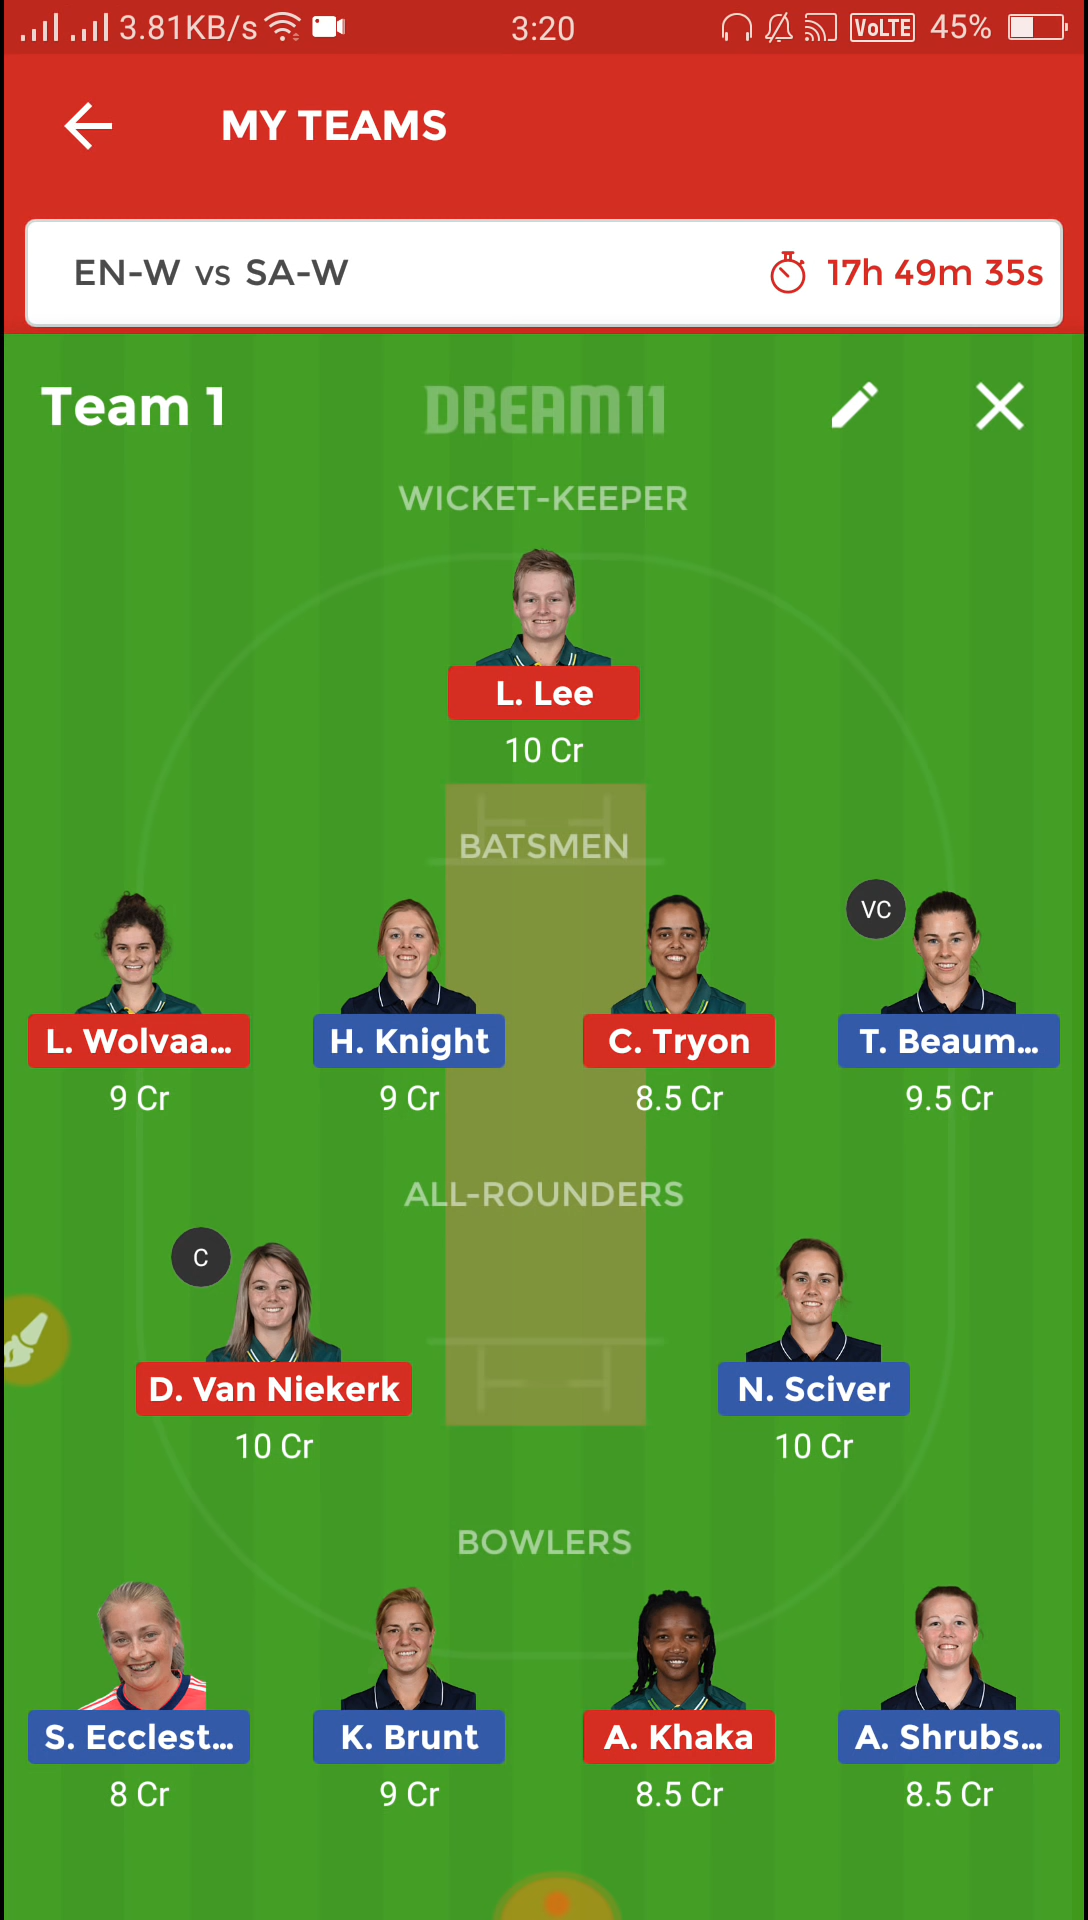 3.81KB/s 3:20 VoLTE 45%
MY TEAMS
EN-W vs SA-W 17h 49m 35s
Team 1 DREAM11
WICKET-KEEPER
L. Lee
10 Cr
BATSMEN
VC
L. Wolvaa... H. Knight C. Tryon T. Beaum...
9 Cr 9 Cr 8.5 Cr 9.5 Cr
ALL-ROUNDERS
C
D. Van Niekerk N. Sciver
10 Cr 10 Cr
BOWLERS
S. Ecclest... K. Brunt A. Khaka A. Shrubs...
8 Cr 9 Cr 8.5 Cr 8.5 Cr